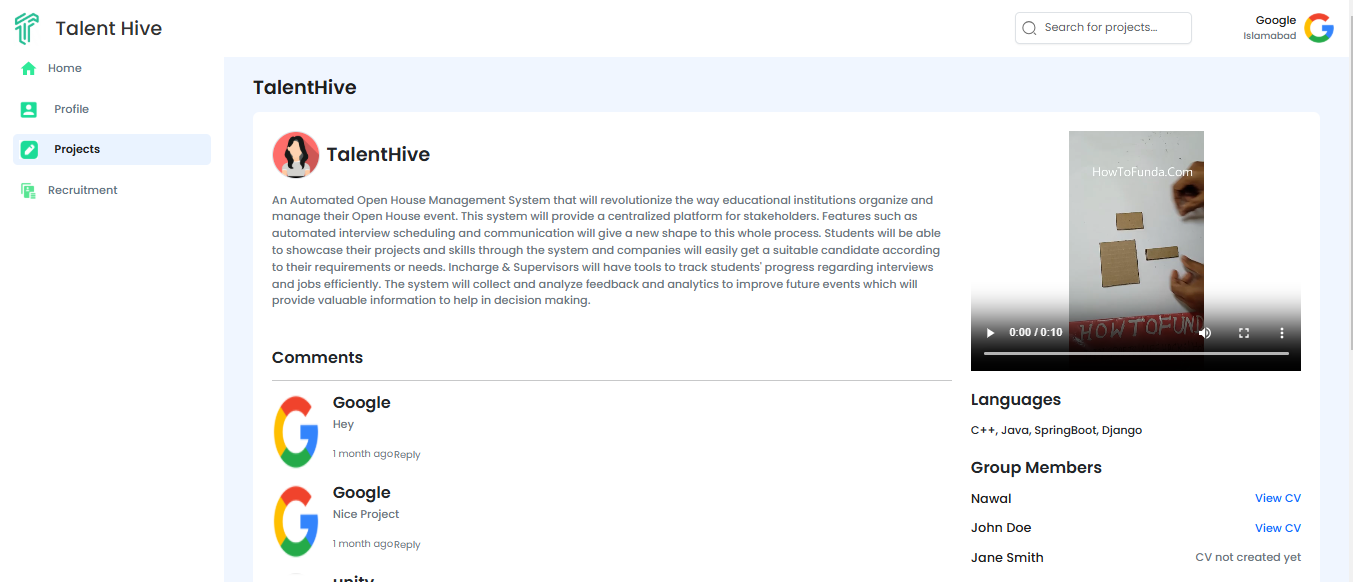 Talent Hive
Search for projects...
Google
Islamabad
Home
Profile
Projects
Recruitment
TalentHive
TalentHive
An Automated Open House Management System that will revolutionize the way educational institutions organize and
manage their Open House event. This system will provide a centralized platform for stakeholders. Features such as
automated interview scheduling and communication will give a new shape to this whole process. Students will be able
to showcase their projects and skills through the system and companies will easily get a suitable candidate according
to their requirements or needs. Incharge & Supervisors will have tools to track students' progress regarding interviews
and jobs efficiently. The system will collect and analyze feedback and analytics to improve future events which will
provide valuable information to help in decision making.
Comments
Google
Hey
1 month ago Reply
Google
Nice Project
1 month ago Reply
unity
HowToFunda.Com
HOWTOFUND
0:00 / 0:10
Languages
C++, Java, SpringBoot, Django
Group Members
Nawal View CV
John Doe View CV
Jane Smith CV not created yet